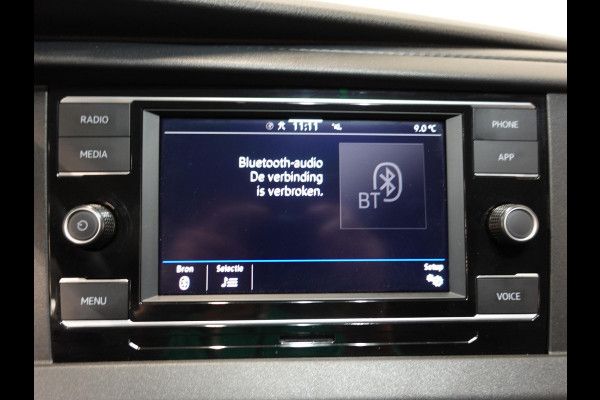 RADIO
MEDIA
MENU
11:11
9.0 °C
Bluetooth-audio
De verbinding
is verbroken.
BT
Bron
Selectie
Setup
PHONE
APP
VOICE